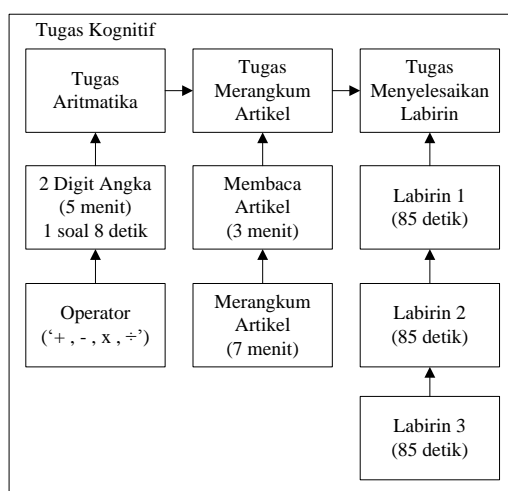 Tugas Kognitif
Tugas
Aritmatika
Tugas
Merangkum
Artikel
Tugas
Menyelesaikan
Labirin
2 Digit Angka
(5 menit)
1 soal 8 detik
Membaca
Artikel
(3 menit)
Labirin 1
(85 detik)
Operator
(‘+ , - , x , ÷’)
Merangkum
Artikel
(7 menit)
Labirin 2
(85 detik)
Labirin 3
(85 detik)